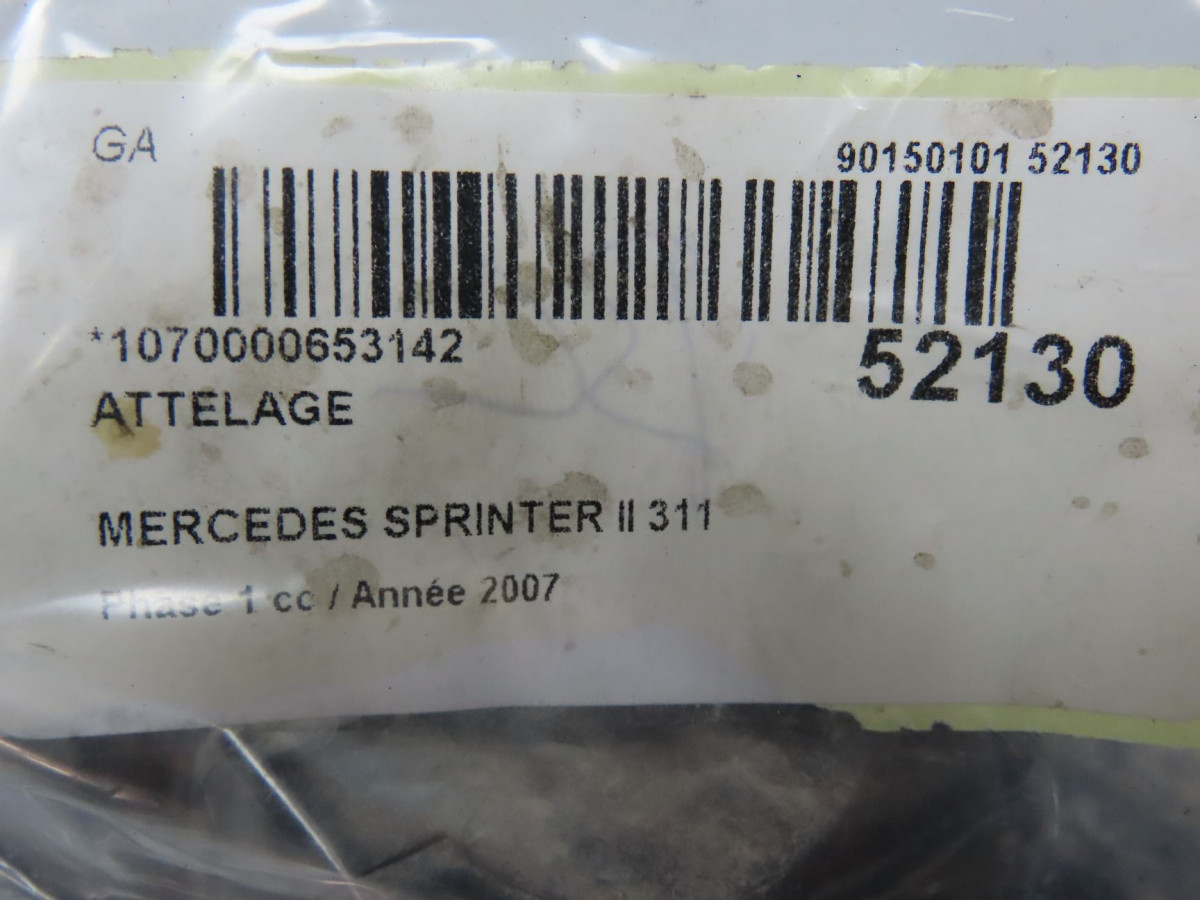 GA
90150101 52130
*1070000653142
52130
ATTELAGE
MERCEDES SPRINTER II 311
Phase 1 cc / Année 2007